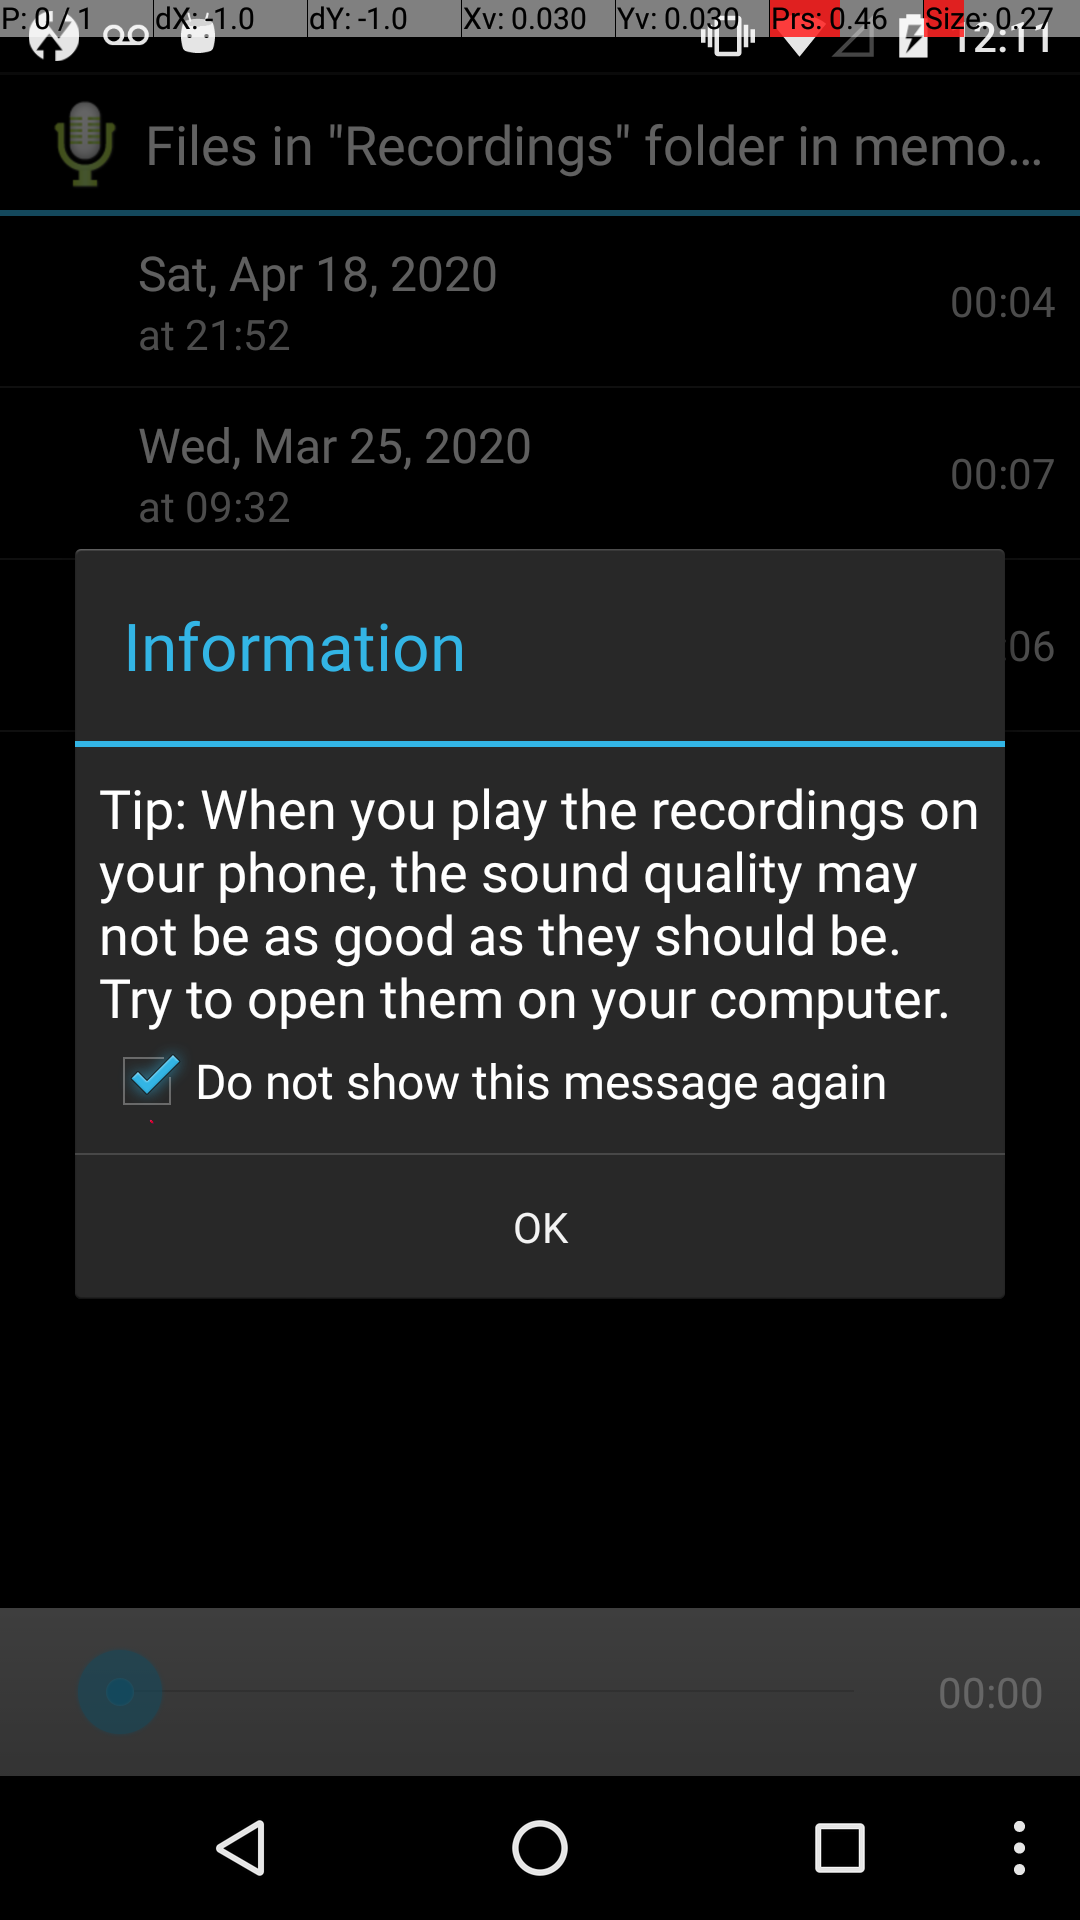 P: 0 / 1 dX: -1.0 dY: -1.0 Xv: 0.030 Yv: 0.030 Prs: 0.46 Size: 0.27
12:11
Files in "Recordings" folder in memo...
Sat, Apr 18, 2020
at 21:52
00:04
Wed, Mar 25, 2020
at 09:32
00:07
:06
Information
Tip: When you play the recordings on
your phone, the sound quality may
not be as good as they should be.
Try to open them on your computer.
Do not show this message again
OK
00:00